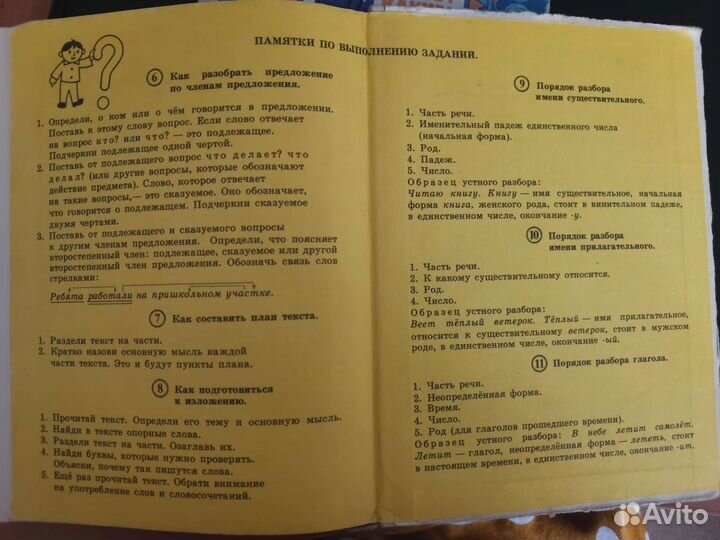 КАКИЕ
ПАМЯТКИ ПО ВЫПОЛНЕНИЮ ЗАДАНИЙ.
6 Как разобрать предложение
по членам предложения.
1. Определи, о ком или о чём говорится в предложении.
Поставь к этому слову вопрос. Если слово отвечает
на вопрос кто? или что? — это подлежащее.
Подчеркни подлежащее одной чертой.
2. Поставь от подлежащего вопрос что делает? что
делал? (или другие вопросы, которые обозначают
действие предмета). Слово, которое отвечает
на такие вопросы,— это сказуемое. Оно обозначает,
что говорится о подлежащем. Подчеркни сказуемое
двумя чертами.
3. Поставь от подлежащего и сказуемого вопросы
к другим членам предложения. Определи, что поясняет
второстепенный член: подлежащее, сказуемое или другой
второстепенный член предложения. Обозначь связь слов
стрелками:
Ребята работали на пришкольном участке.
7 Как составить план текста.
1. Раздели текст на части.
2. Кратко назови основную мысль каждой
части текста. Это и будут пункты плана.
8 Как подготовиться
к изложению.
1. Прочитай текст. Определи его тему и основную мысль.
2. Найди в тексте опорные слова.
3. Раздели текст на части. Озаглавь их.
4. Найди буквы, которые нужно проверять.
Объясни, почему так пишутся слова.
5. Ещё раз прочитай текст. Обрати внимание
на употребление слов и словосочетаний.
9 Порядок разбора
имени существительного.
1. Часть речи.
2. Именительный падеж единственного числа
(начальная форма).
3. Род.
4. Падеж.
5. Число.
Образец устного разбора:
Читаю книгу. Книгу — имя существительное, начальная
форма книга, женского рода, стоит в винительном падеже,
в единственном числе, окончание -у.
10 Порядок разбора
имени прилагательного.
1. Часть речи.
2. К какому существительному относится.
3. Род.
4. Число.
Образец устного разбора:
Веет тёплый ветерок. Тёплый — имя прилагательное,
относится к существительному ветерок, стоит в мужском
роде, в единственном числе, окончание -ый.
11 Порядок разбора глагола.
1. Часть речи.
2. Неопределённая форма.
3. Время.
4. Число.
5. Род (для глаголов прошедшего времени).
Образец устного разбора: В небе летит самолёт.
Летит — глагол, неопределённая форма — лететь, стоит
в настоящем времени, в единственном числе, окончание -ит.
Avito